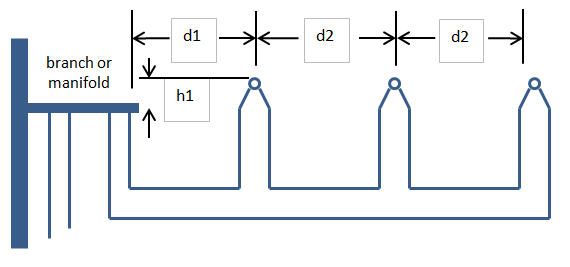 d1
d2
d2
branch or
manifold
h1